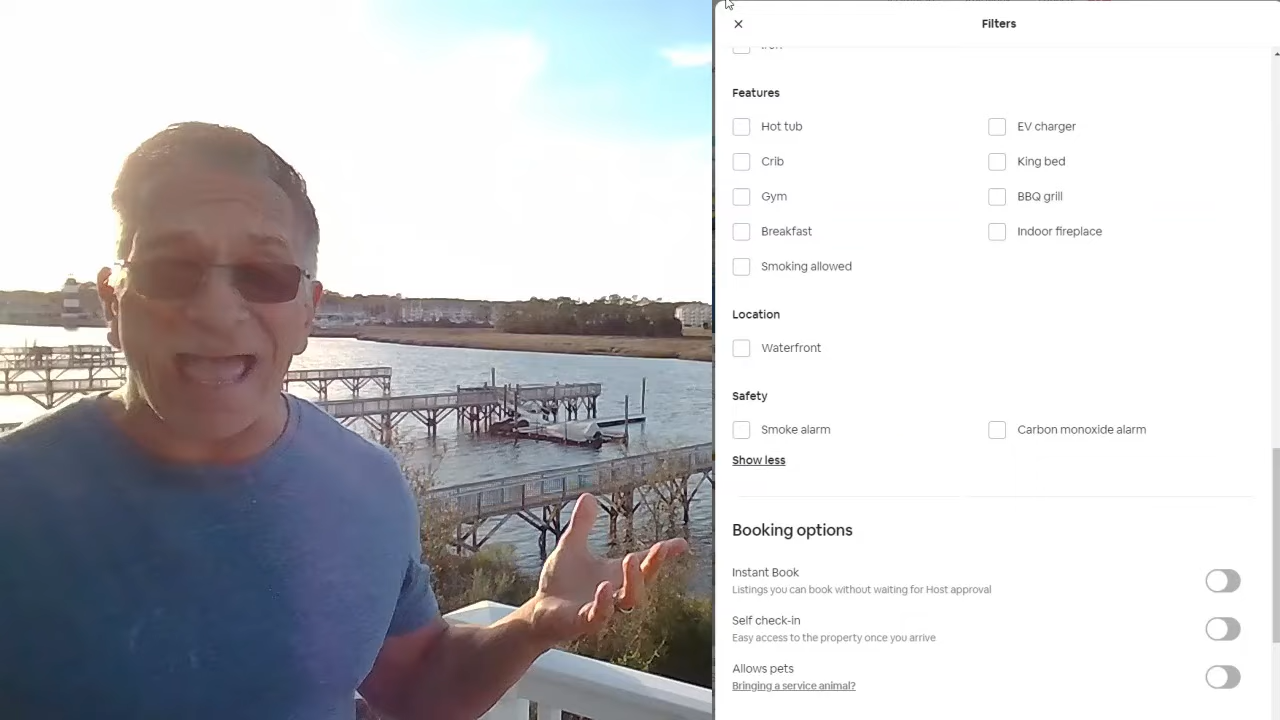 Filters
Features
Hot tub
EV charger
Crib
King bed
Gym
BBQ grill
Breakfast
Indoor fireplace
Smoking allowed
Location
Waterfront
Safety
Smoke alarm
Carbon monoxide alarm
Show less
Booking options
Instant Book
Listings you can book without waiting for Host approval
Self check-in
Easy access to the property once you arrive
Allows pets
Bringing a service animal?